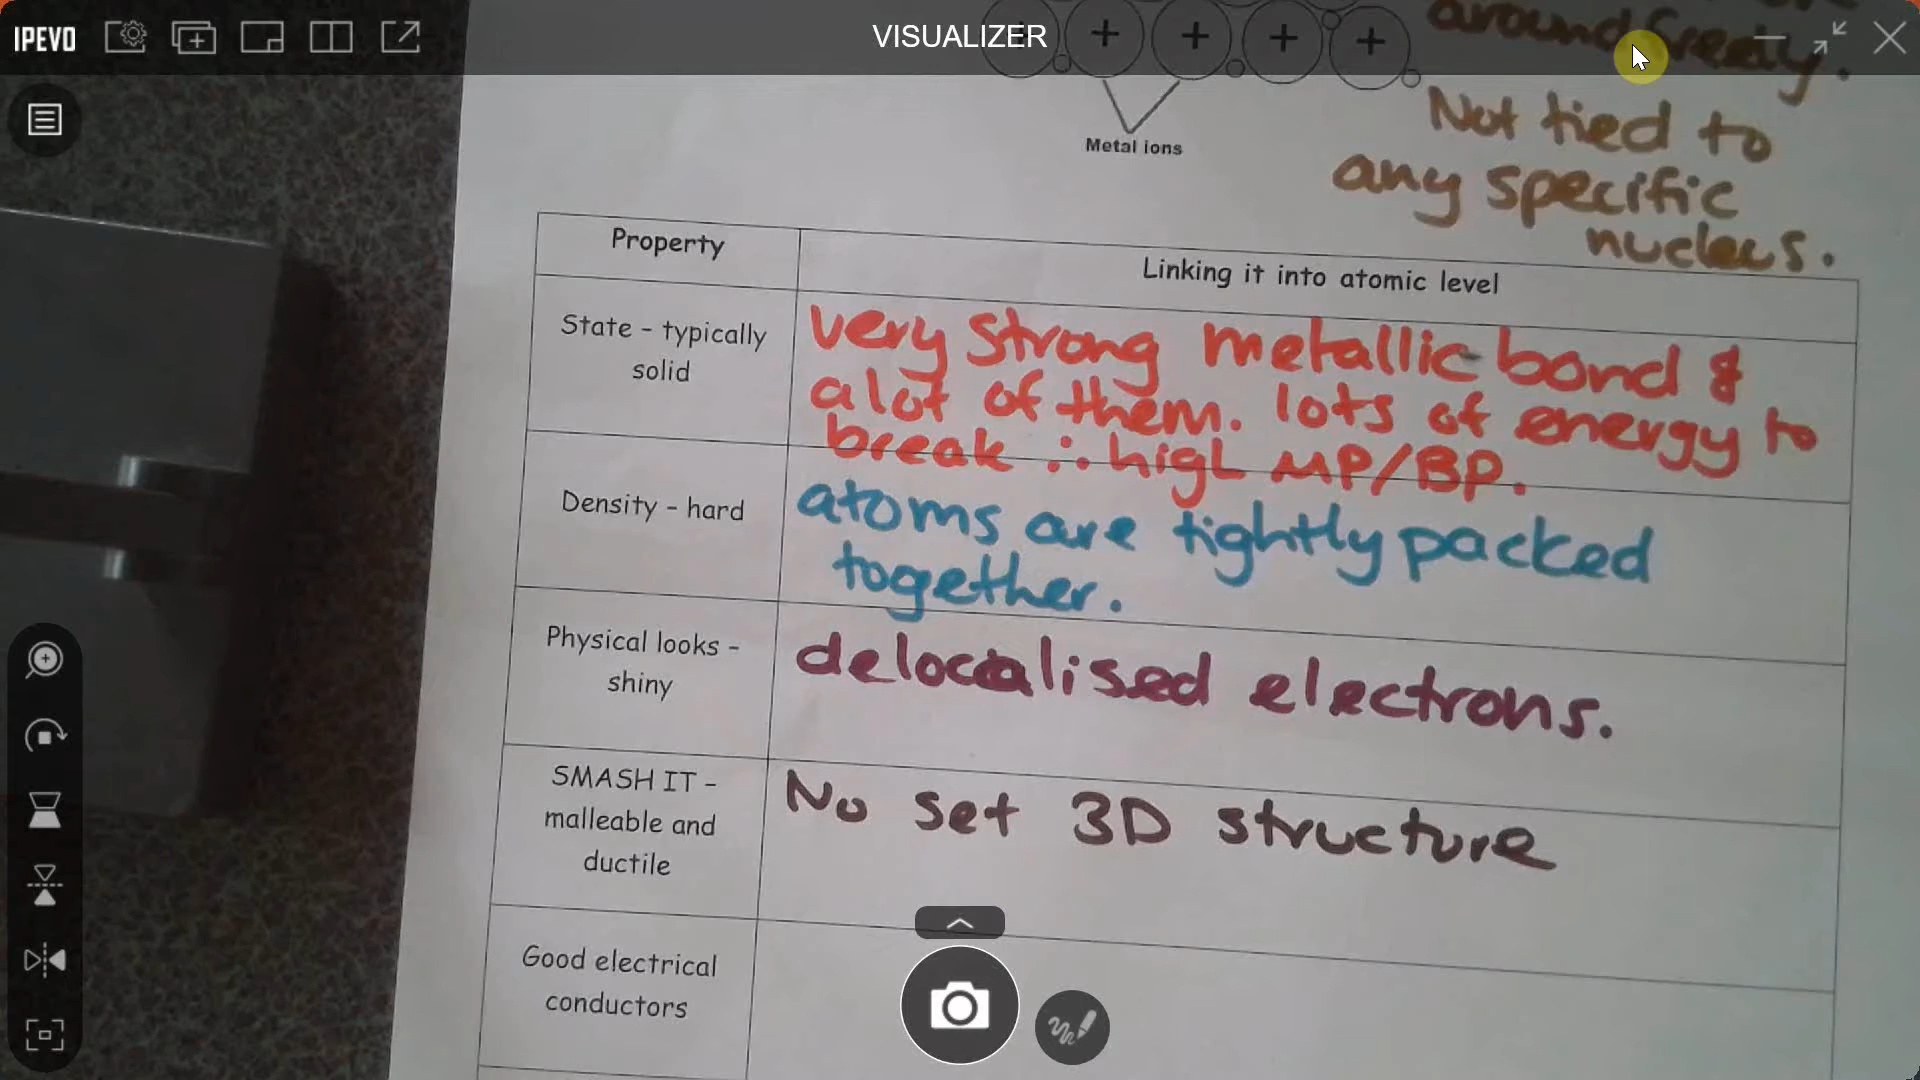 IPEVO
VISUALIZER
around freely.
+ + + +
Not tied to
Metal ions
any specific
nucleus.
Property
Linking it into atomic level
State - typically
solid
very strong metallic bond &
alot of them. lots of energy to
break ∴ high MP/BP.
Density - hard
atoms are tightly packed
together.
Physical looks -
shiny
delocalised electrons.
SMASH IT -
malleable and
ductile
No set 3D structure
Good electrical
conductors